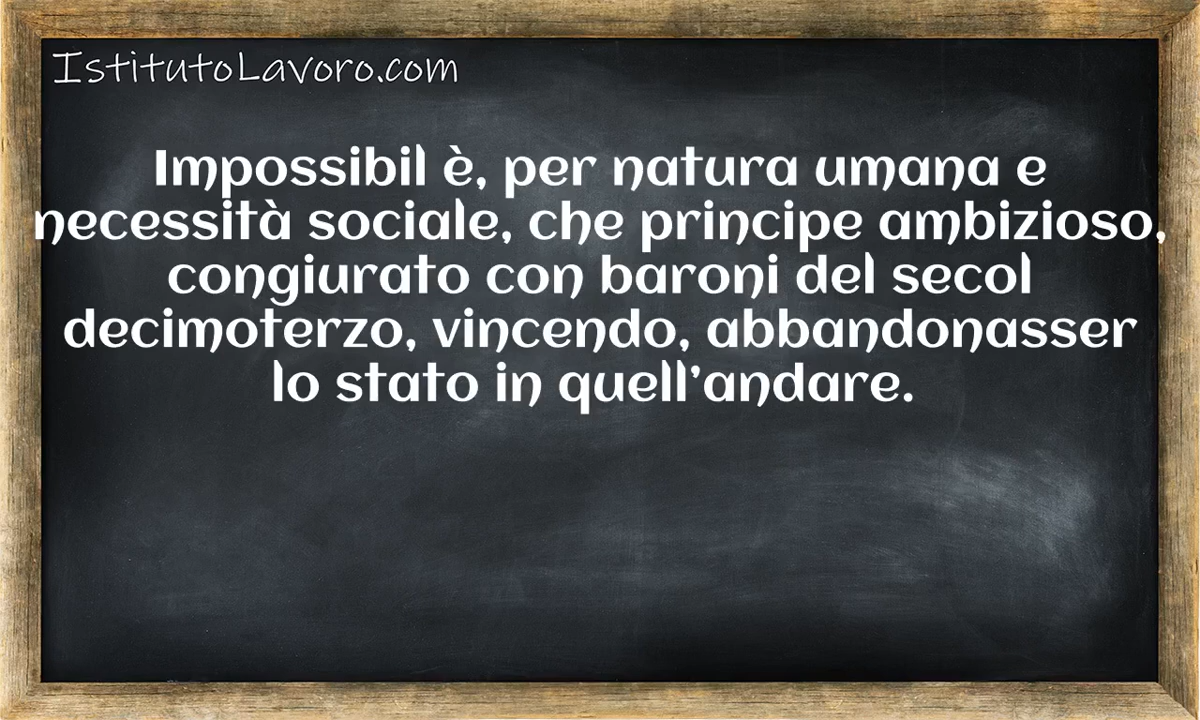 IstitutoLavoro.com
Impossibil è, per natura umana e
necessità sociale, che principe ambizioso,
congiurato con baroni del secol
decimoterzo, vincendo, abbandonasser
lo stato in quell'andare.